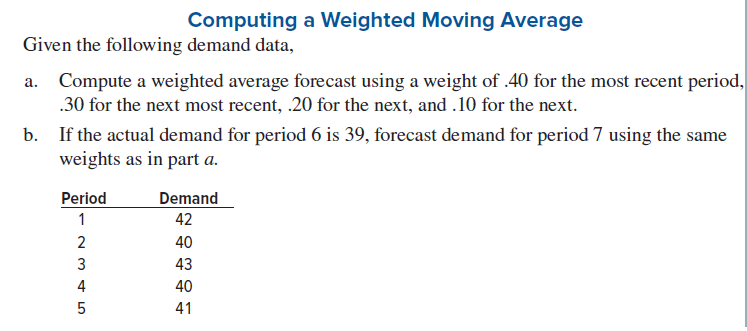 Computing a Weighted Moving Average
Given the following demand data,
a. Compute a weighted average forecast using a weight of .40 for the most recent period,
.30 for the next most recent, .20 for the next, and .10 for the next.
b. If the actual demand for period 6 is 39, forecast demand for period 7 using the same
weights as in part a.
Period Demand
1 42
2 40
3 43
4 40
5 41